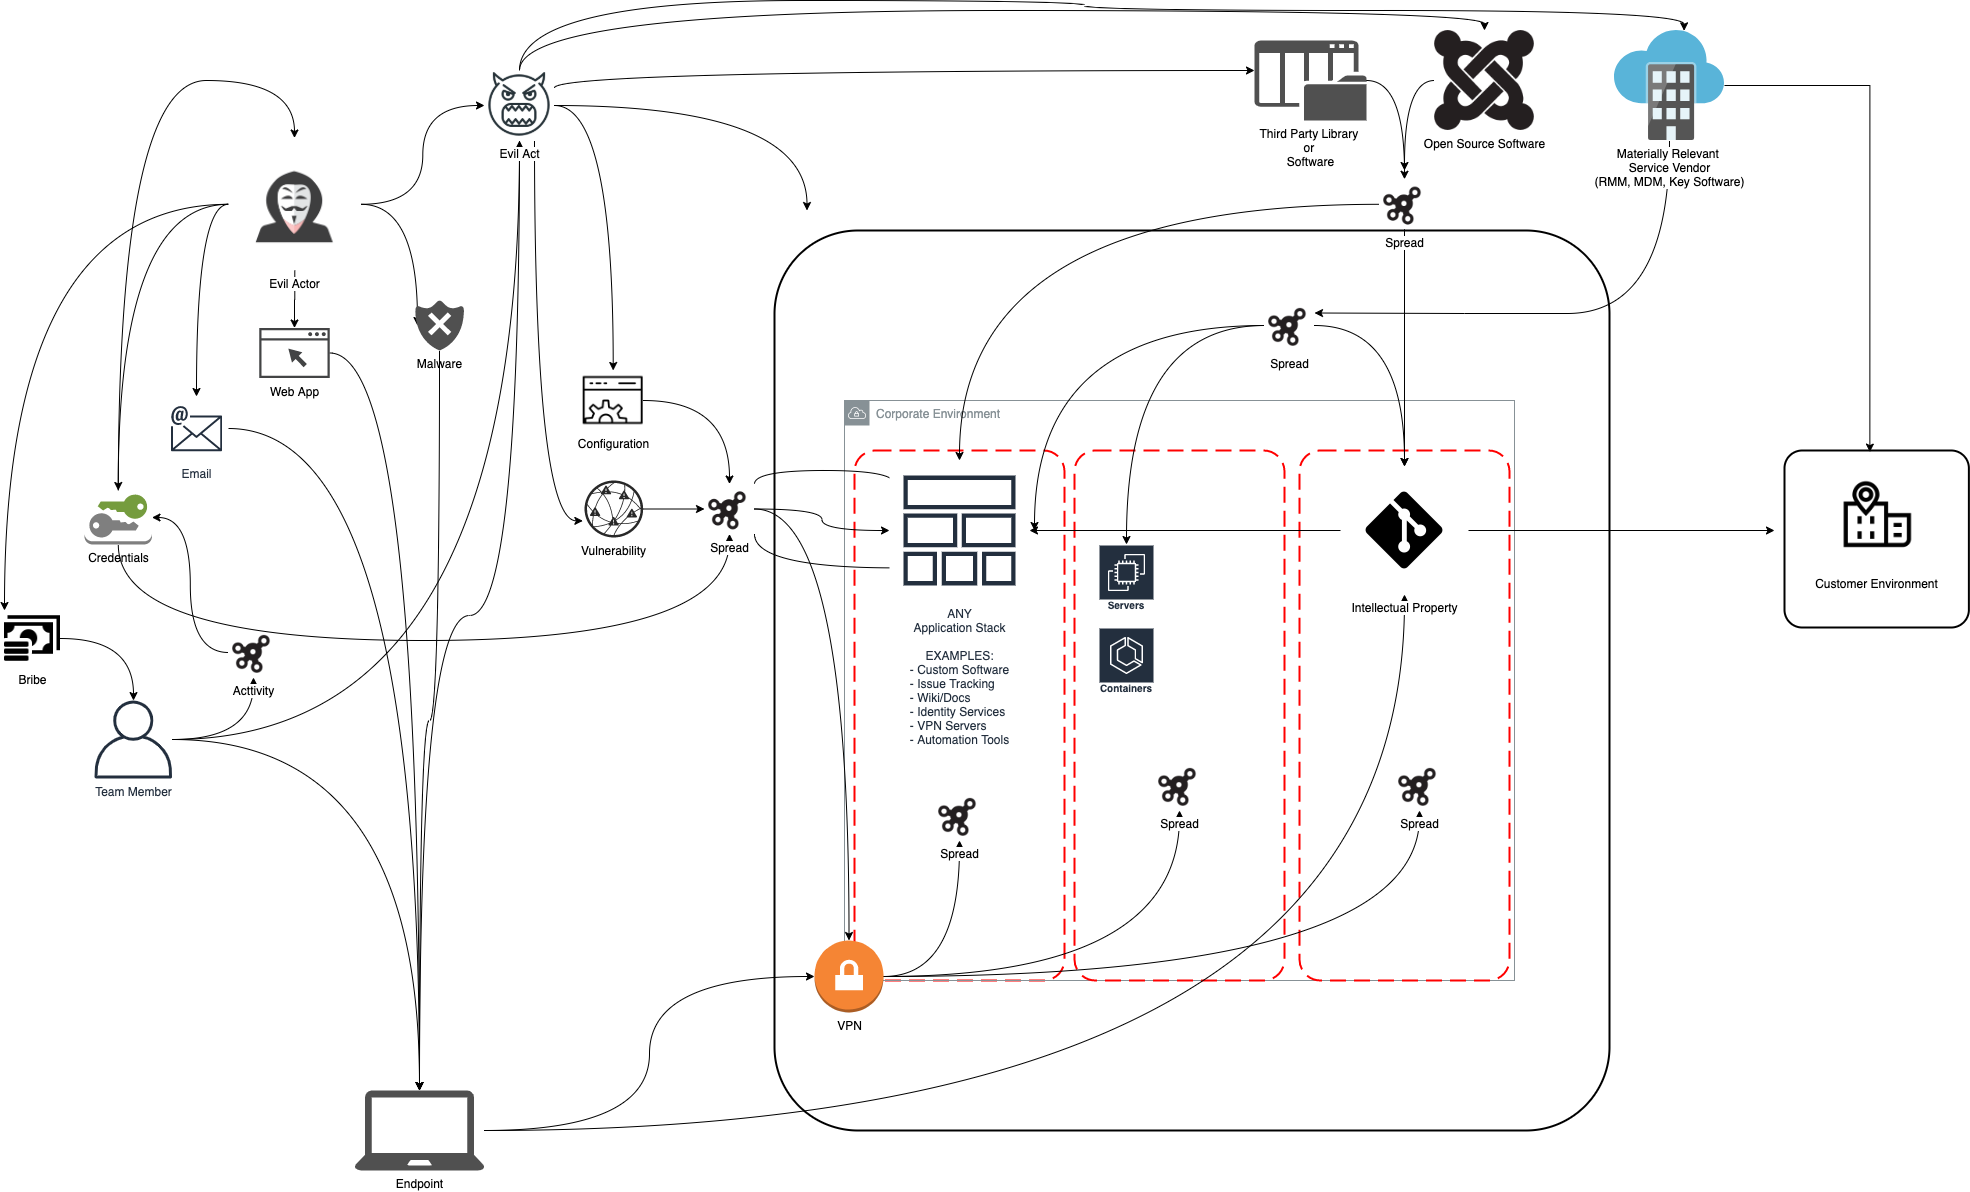 Evil Act
Third Party Library
or
Software
Open Source Software
Materially Relevant
Service Vendor
(RMM, MDM, Key Software)
Spread
Evil Actor
Web App
Malware
Spread
@
Email
Configuration
Corporate Environment
Credentials
Vulnerability
Spread
Customer Environment
ANY
Application Stack
EXAMPLES:
- Custom Software
- Issue Tracking
- Wiki/Docs
- Identity Services
- VPN Servers
- Automation Tools
Servers
Containers
Intellectual Property
Bribe
Acttivity
Team Member
Spread
Spread
Spread
VPN
Endpoint